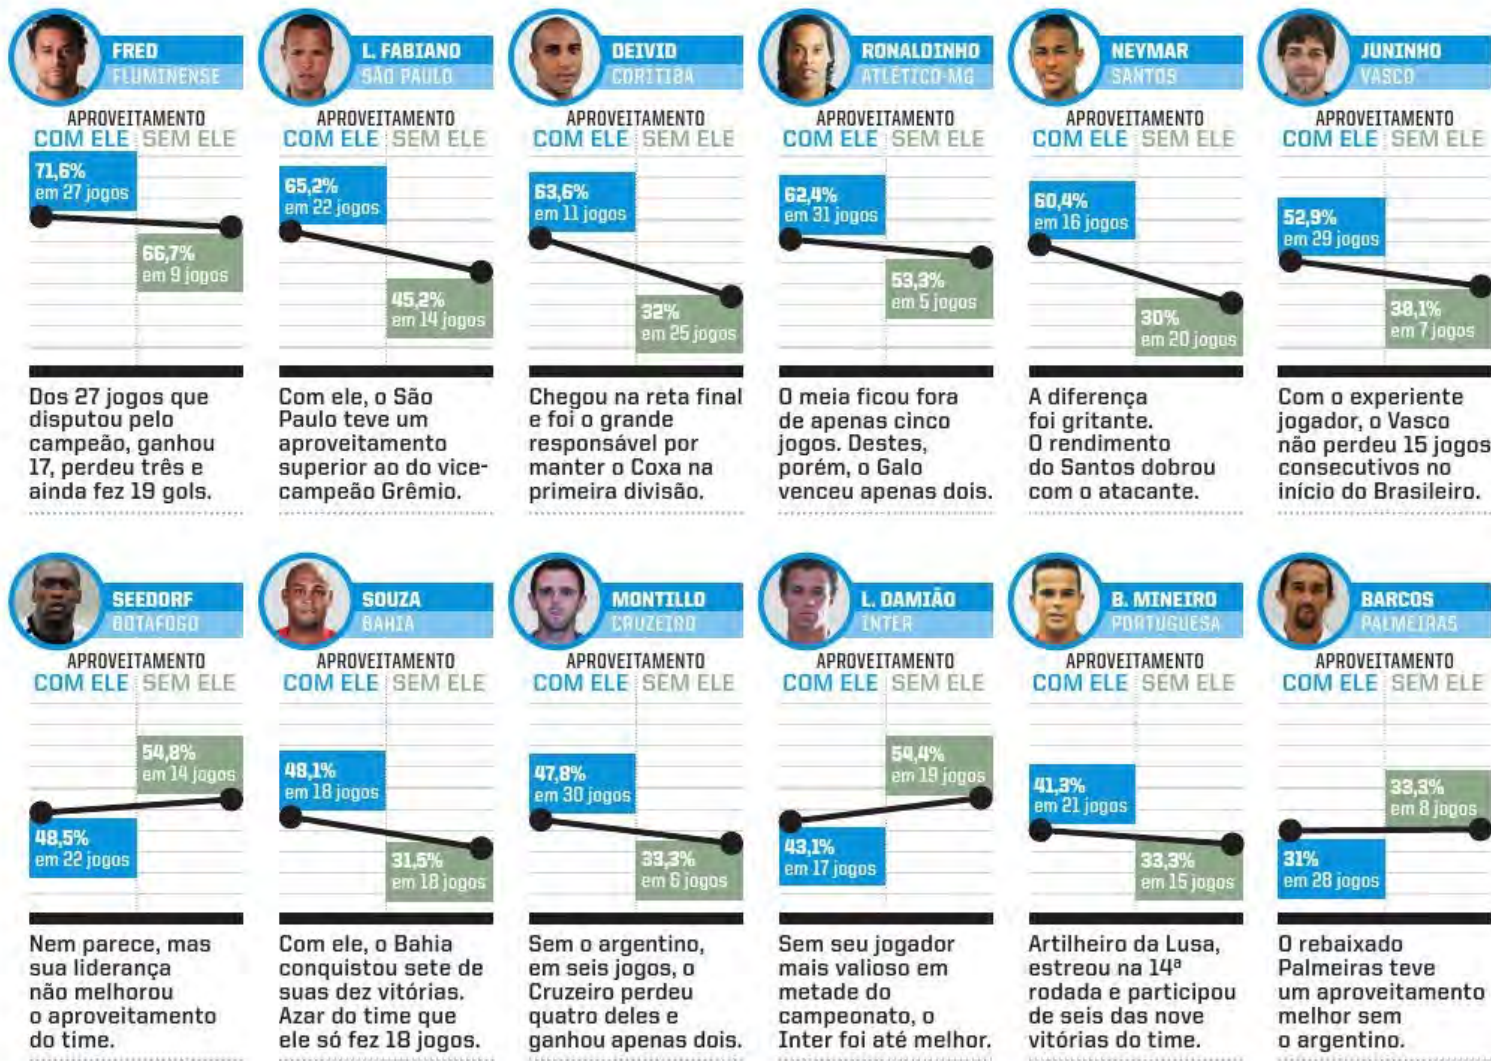 FRED
FLUMINENSE
APROVEITAMENTO
COM ELE SEM ELE
71,6%
em 27 jogos
66,7%
em 9 jogos
Dos 27 jogos que
disputou pelo
campeão, ganhou
17, perdeu três e
ainda fez 19 gols.
L. FABIANO
SÃO PAULO
APROVEITAMENTO
COM ELE SEM ELE
65,2%
em 22 jogos
45,2%
em 14 jogos
Com ele, o São
Paulo teve um
aproveitamento
superior ao do vice-
campeão Grêmio.
DEIVID
CORITIBA
APROVEITAMENTO
COM ELE SEM ELE
63,6%
em 11 jogos
32%
em 25 jogos
Chegou na reta final
e foi o grande
responsável por
manter o Coxa na
primeira divisão.
RONALDINHO
ATLÉTICO-MG
APROVEITAMENTO
COM ELE SEM ELE
62,4%
em 31 jogos
53,3%
em 5 jogos
O meia ficou fora
de apenas cinco
jogos. Destes,
porém, o Galo
venceu apenas dois.
NEYMAR
SANTOS
APROVEITAMENTO
COM ELE SEM ELE
60,4%
em 16 jogos
30%
em 20 jogos
A diferença
foi gritante.
O rendimento
do Santos dobrou
com o atacante.
JUNINHO
VASCO
APROVEITAMENTO
COM ELE SEM ELE
52,9%
em 29 jogos
38,1%
em 7 jogos
Com o experiente
jogador, o Vasco
não perdeu 15 jogos
consecutivos no
início do Brasileiro.
SEEDORF
BOTAFOGO
APROVEITAMENTO
COM ELE SEM ELE
54,8%
em 14 jogos
48,5%
em 22 jogos
Nem parece, mas
sua liderança
não melhorou
o aproveitamento
do time.
SOUZA
BAHIA
APROVEITAMENTO
COM ELE SEM ELE
48,1%
em 18 jogos
31,5%
em 18 jogos
Com ele, o Bahia
conquistou sete de
suas dez vitórias.
Azar do time que
ele só fez 18 jogos.
MONTILLO
CRUZEIRO
APROVEITAMENTO
COM ELE SEM ELE
47,8%
em 30 jogos
33,3%
em 6 jogos
Sem o argentino,
em seis jogos, o
Cruzeiro perdeu
quatro deles e
ganhou apenas dois.
L. DAMIÃO
INTER
APROVEITAMENTO
COM ELE SEM ELE
54,4%
em 19 jogos
43,1%
em 17 jogos
Sem seu jogador
mais valioso em
metade do
campeonato, o
Inter foi até melhor.
B. MINEIRO
PORTUGUESA
APROVEITAMENTO
COM ELE SEM ELE
41,3%
em 21 jogos
33,3%
em 15 jogos
Artilheiro da Lusa,
estreou na 14ª
rodada e participou
de seis das nove
vitórias do time.
BARCOS
PALMEIRAS
APROVEITAMENTO
COM ELE SEM ELE
33,3%
em 8 jogos
31%
em 28 jogos
O rebaixado
Palmeiras teve
um aproveitamento
melhor sem
o argentino.